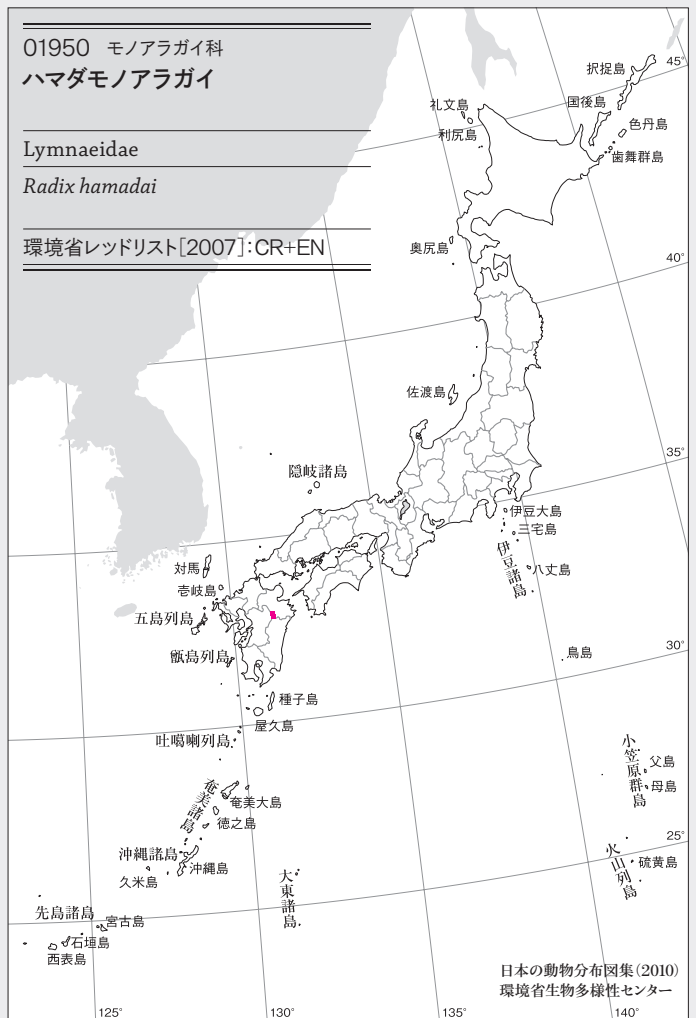 01950 モノアラガイ科
ハマダモノアラガイ
Lymnaeidae
Radix hamadai
環境省レッドリスト[2007]:CR+EN
択捉島
45°
礼文島
国後島
色丹島
利尻島
歯舞群島
奥尻島
40°
佐渡島
35°
隠岐諸島
伊豆大島
三宅島
伊豆諸島
八丈島
対馬
壱岐島
五島列島
甑島列島
鳥島
30°
種子島
屋久島
吐噶喇列島
小笠原群島
父島
母島
奄美諸島
奄美大島
徳之島
25°
沖縄諸島
沖縄島
久米島
大東諸島
火山列島
硫黄島
先島諸島
宮古島
石垣島
西表島
日本の動物分布図集(2010)
環境省生物多様性センター
125°
130°
135°
140°